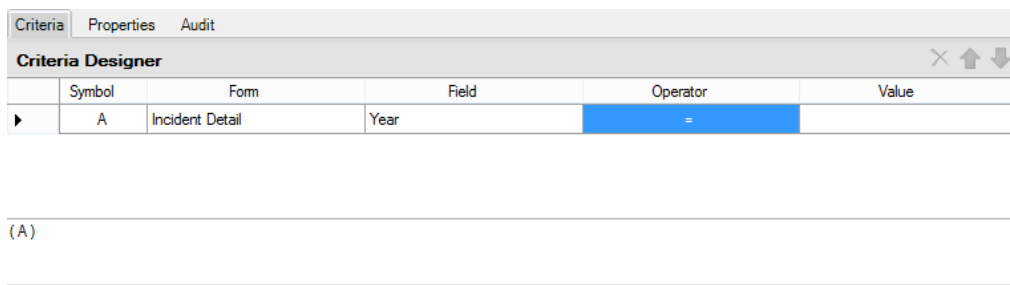 Criteria Properties Audit
Criteria Designer
Symbol Form Field Operator Value
A Incident Detail Year =
(A)